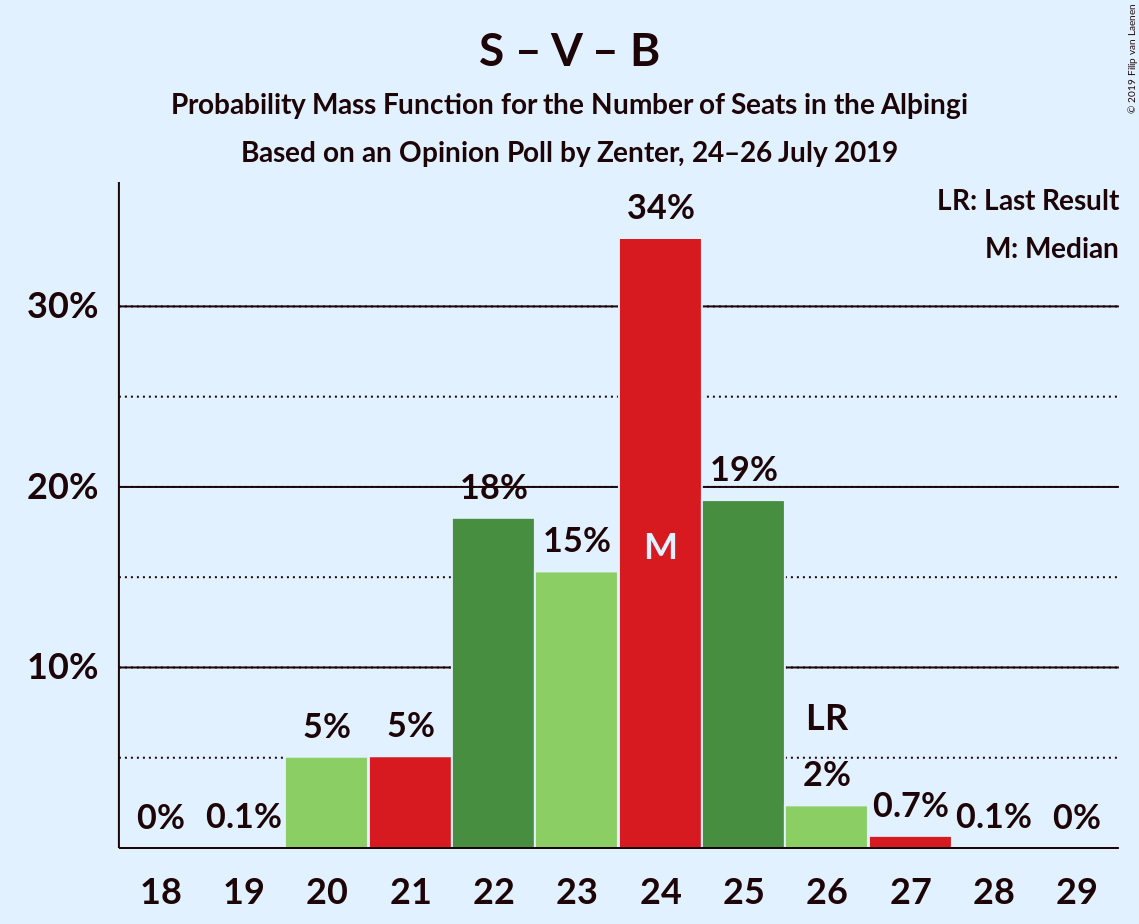 S – V – B
Probability Mass Function for the Number of Seats in the Alþingi
Based on an Opinion Poll by Zenter, 24–26 July 2019
© 2019 Filip van Laenen
LR: Last Result
M: Median
30%
20%
10%
0%
0.1%
5%
5%
18%
15%
34%
M
19%
LR
2%
0.7%
0.1%
0%
18 19 20 21 22 23 24 25 26 27 28 29